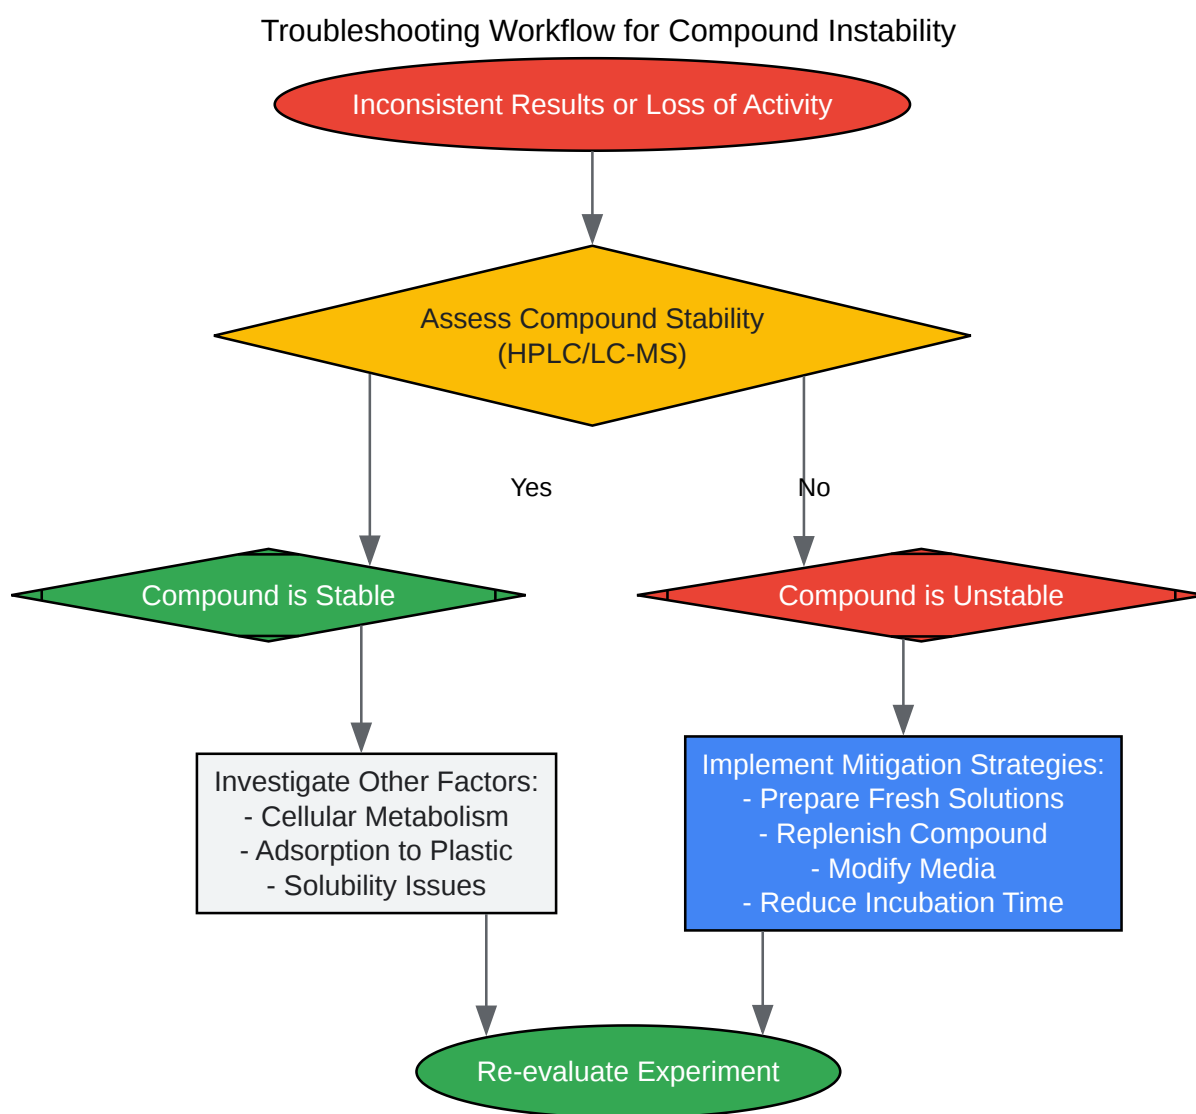 Troubleshooting Workflow for Compound Instability
Inconsistent Results or Loss of Activity
Assess Compound Stability
(HPLC/LC-MS)
Yes
No
Compound is Stable
Compound is Unstable
Investigate Other Factors:
- Cellular Metabolism
- Adsorption to Plastic
- Solubility Issues
Implement Mitigation Strategies:
- Prepare Fresh Solutions
- Replenish Compound
- Modify Media
- Reduce Incubation Time
Re-evaluate Experiment